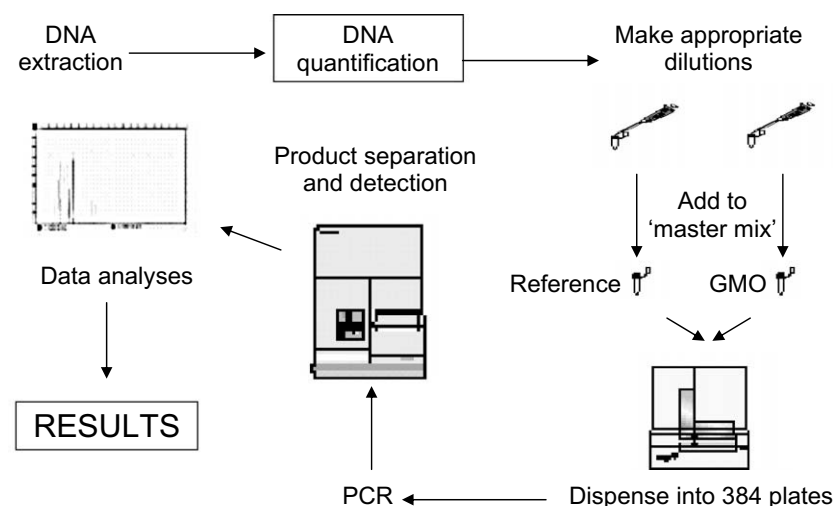 DNA
extraction
DNA
quantification
Make appropriate
dilutions
Add to
‘master mix’
Reference
GMO
Dispense into 384 plates
PCR
Product separation
and detection
Data analyses
RESULTS